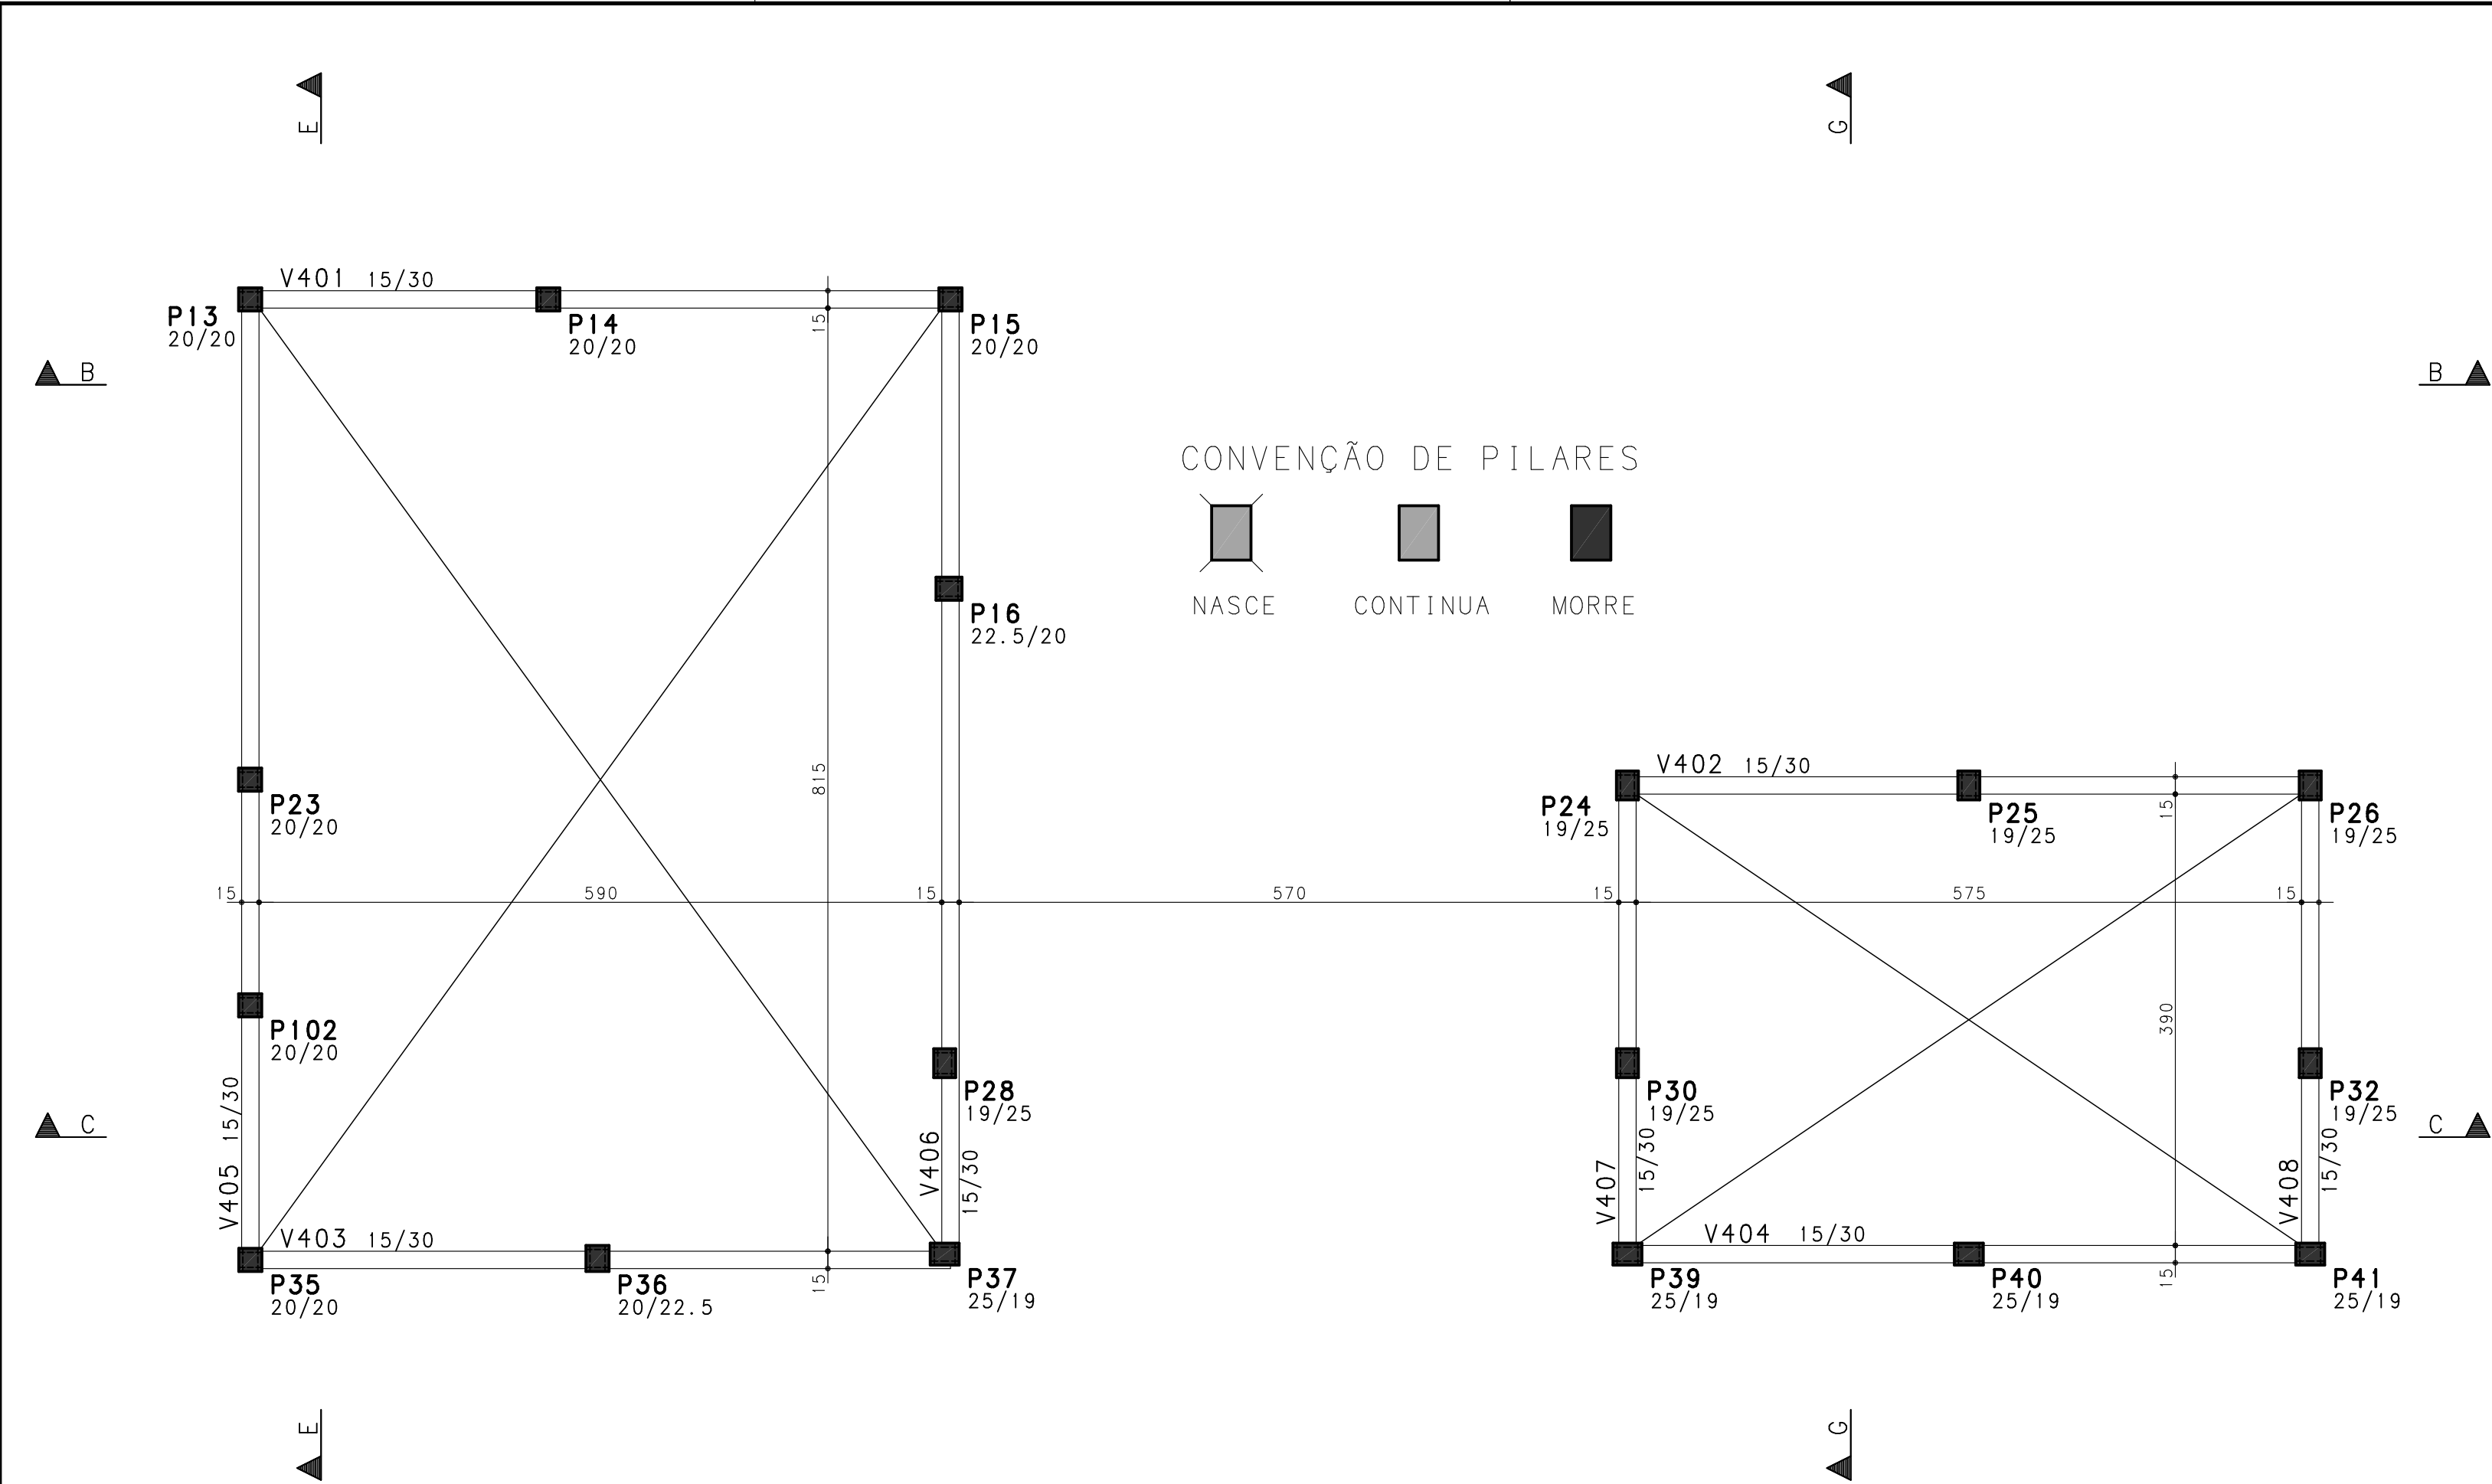 E
G
V401 15/30
P13
20/20
P14
20/20
15
P15
20/20
B
B
CONVENÇÃO DE PILARES
NASCE
CONTINUA
MORRE
P16
22.5/20
815
P23
20/20
V402 15/30
P24
19/25
P25
19/25
15
P26
19/25
15
590
15
570
15
575
15
P102
20/20
390
V405 15/30
P28
19/25
V406
15/30
P30
19/25
V407
15/30
P32
19/25
V408
15/30
C
C
V403 15/30
V404 15/30
P35
20/20
P36
20/22.5
15
P37
25/19
P39
25/19
P40
25/19
15
P41
25/19
E
G